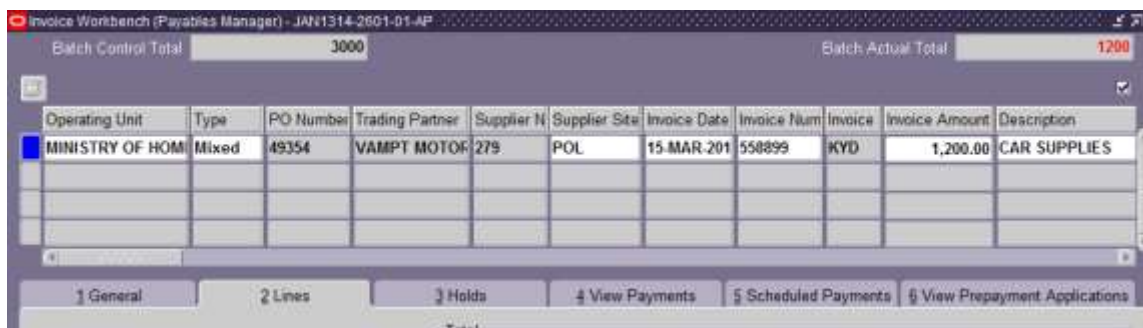 Invoice Workbench (Payables Manager) - JAN1314-2601-01-AP
Batch Control Total 3000 Batch Actual Total 1200
Operating Unit Type PO Number Trading Partner Supplier N Supplier Site Invoice Date Invoice Num Invoice Invoice Amount Description
MINISTRY OF HOM Mixed 49354 VAMPT MOTOR 279 POL 15-MAR-201 558899 KYD 1,200.00 CAR SUPPLIES
1 General 2 Lines 3 Holds 4 View Payments 5 Scheduled Payments 6 View Prepayment Applications